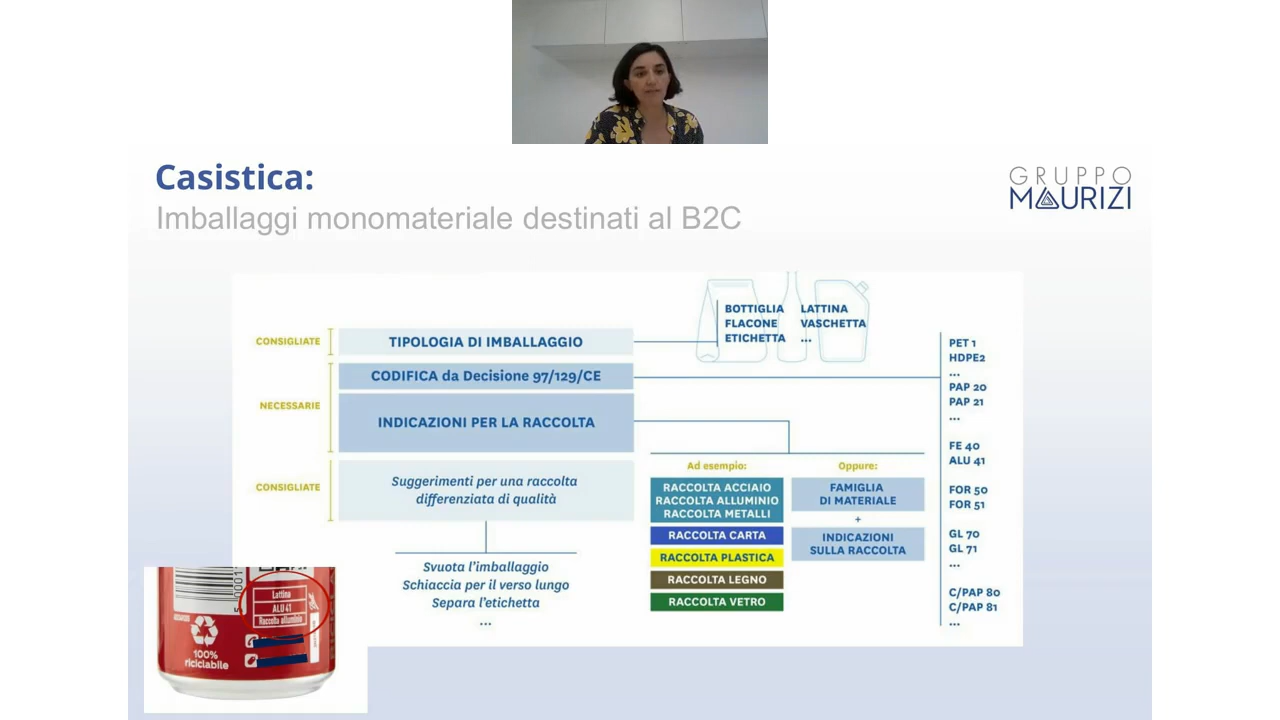 Casistica:
Imballaggi monomateriale destinati al B2C
GRUPPO
MAURIZI
BOTTIGLIA LATTINA
FLACONE VASCHETTA
ETICHETTA ...
CONSIGLIATE
TIPOLOGIA DI IMBALLAGGIO
CODIFICA da Decisione 97/129/CE
NECESSARIE
INDICAZIONI PER LA RACCOLTA
CONSIGLIATE
Suggerimenti per una raccolta
differenziata di qualità
Svuota l'imballaggio
Schiaccia per il verso lungo
Separa l'etichetta
...
Ad esempio:
RACCOLTA ACCIAIO
RACCOLTA ALLUMINIO
RACCOLTA METALLI
RACCOLTA CARTA
RACCOLTA PLASTICA
RACCOLTA LEGNO
RACCOLTA VETRO
Oppure:
FAMIGLIA
DI MATERIALE
+
INDICAZIONI
SULLA RACCOLTA
PET 1
HDPE2
...
PAP 20
PAP 21
...
FE 40
ALU 41
FOR 50
FOR 51
GL 70
GL 71
...
C/PAP 80
C/PAP 81
...
Lattina
ALU 41
Raccolta alluminio
100%
riciclabile